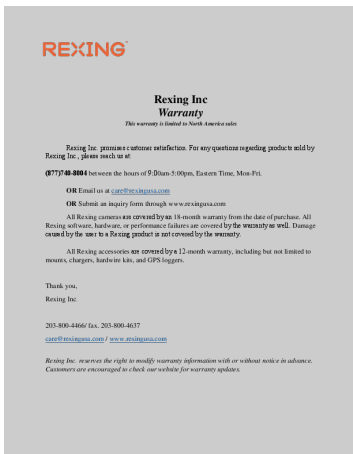 REXING
Rexing Inc
Warranty
This warranty is limited to North America sales
Rexing Inc. promises customer satisfaction. For any questions regarding products sold by
Rexing Inc., please reach us at:
(877)740-8004 between the hours of 9:00am-5:00pm, Eastern Time, Mon-Fri.
OR Email us at care@rexingusa.com
OR Submit an inquiry form through www.rexingusa.com
All Rexing cameras are covered by an 18-month warranty from the date of purchase. All
Rexing software, hardware, or performance failures are covered by the warranty as well. Damage
caused by the user to a Rexing product is not covered by the warranty.
All Rexing accessories are covered by a 12-month warranty, including but not limited to
mounts, chargers, hardwire kits, and GPS loggers.
Thank you,
Rexing Inc.
203-800-4466/ fax. 203-800-4637
care@rexingusa.com / www.rexingusa.com
Rexing Inc. reserves the right to modify warranty information with or without notice in advance.
Customers are encouraged to check our website for warranty updates.